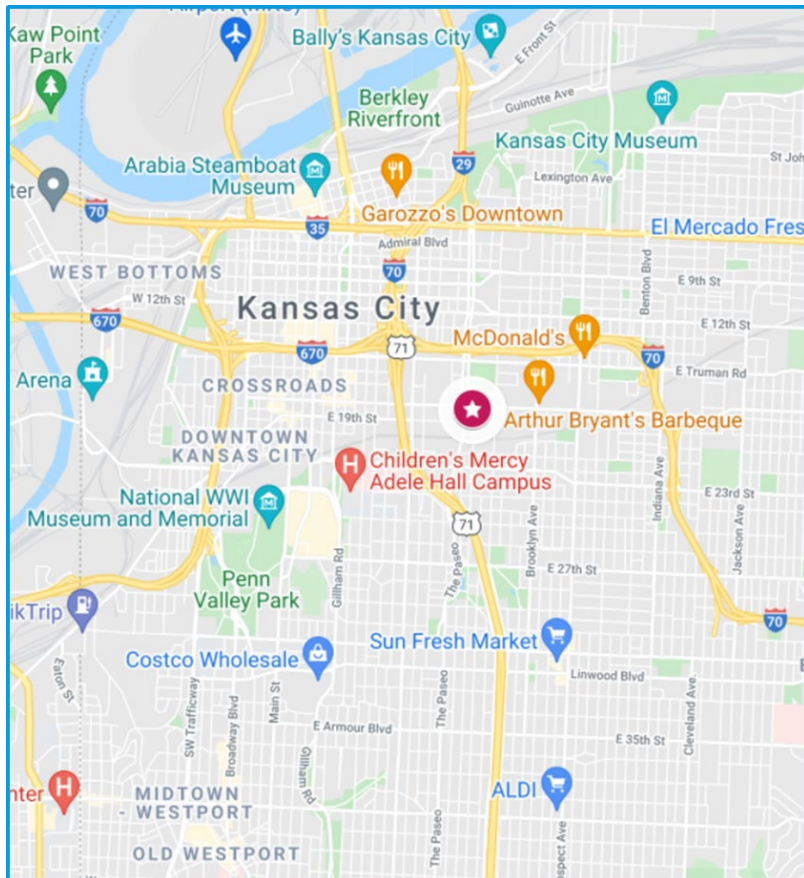 Airport (MKC)
Kaw Point
Park
Bally's Kansas City
E Front St
Berkley
Riverfront
Guinotte Ave
Kansas City Museum
Arabia Steamboat
Museum
29
St Joh
Lexington Ave
ter
70
Garozzo's Downtown
35
El Mercado Fres
Admiral Blvd
WEST BOTTOMS
70
E 9th St
Benton Blvd
W 12th St
Kansas City
E 12th St
670
McDonald's
71
670
70
Arena
CROSSROADS
E Truman Rd
E 19th St
Arthur Bryant's Barbeque
DOWNTOWN
KANSAS CITY
Children's Mercy
Adele Hall Campus
National WWI
Museum and Memorial
E 23rd St
Indiana Ave
71
Brooklyn Ave
Jackson Ave
Gillham Rd
The Paseo
E 27th St
Penn
Valley Park
ikTrip
70
Sun Fresh Market
Costco Wholesale
Linwood Blvd
E
Eaton St
SW Trafficway
Broadway Blvd
Main St
The Paseo
Cleveland Ave
E Armour Blvd
E 35th St
Gillham Rd
nter
MIDTOWN
- WESTPORT
ALDI
OLD WESTPORT
The Paseo
spect Ave